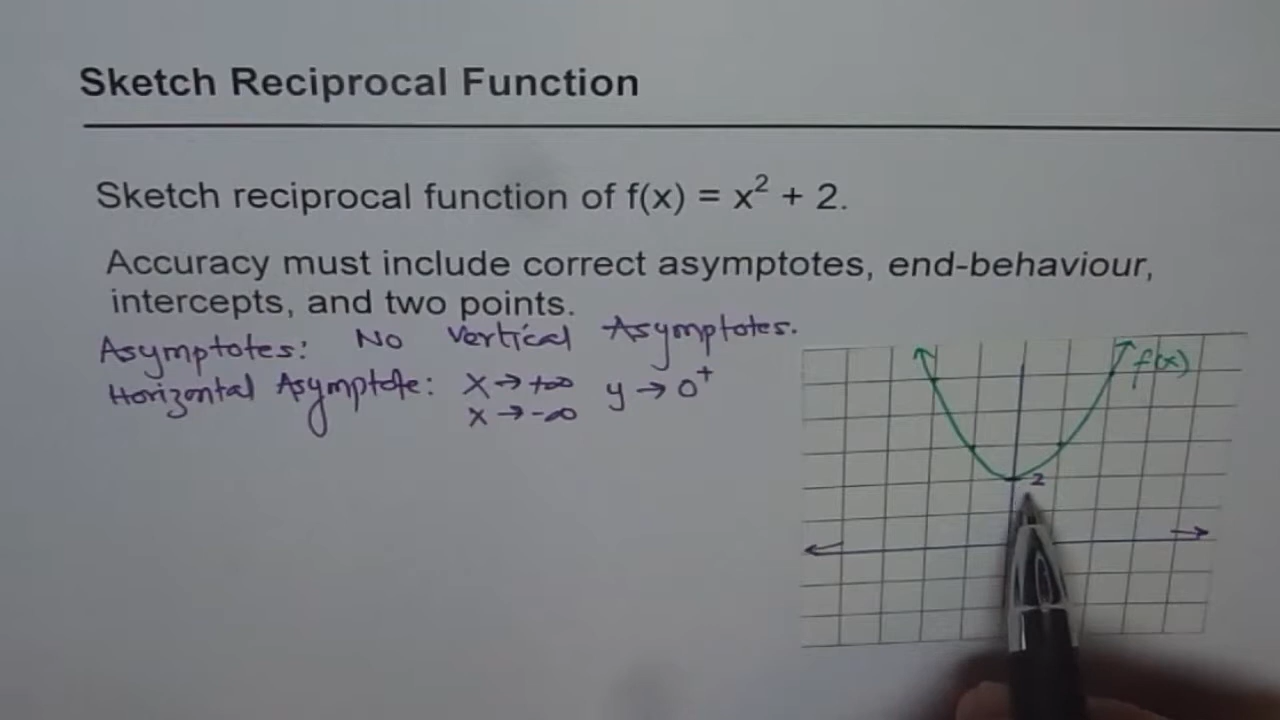 Sketch Reciprocal Function
Sketch reciprocal function of f(x) = x² + 2.
Accuracy must include correct asymptotes, end-behaviour,
intercepts, and two points.
Asymptotes: No Vertical Asymptotes.
Horizontal Asymptote: x→+∞ y→0⁺
x→-∞
f(x)
2